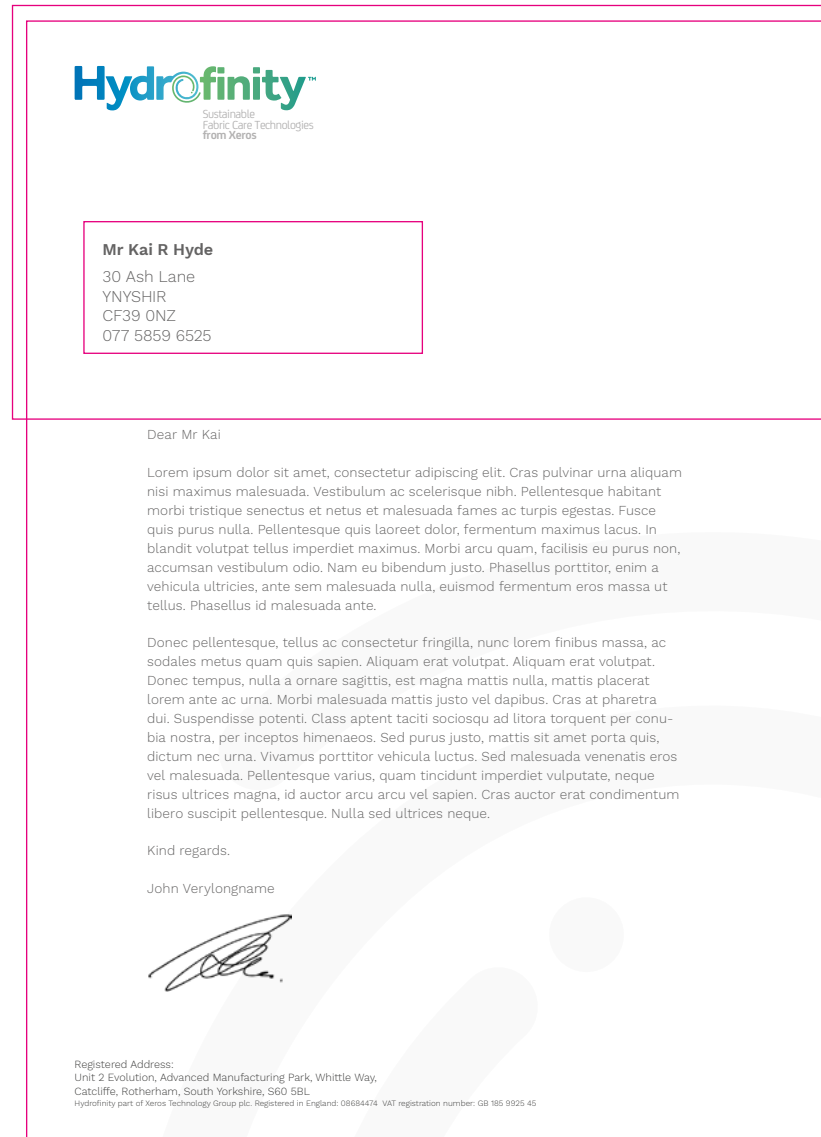 Hydrofinity™
Sustainable
Fabric Care Technologies
from Xeros
Mr Kai R Hyde
30 Ash Lane
YNYSHIR
CF39 0NZ
077 5859 6525
Dear Mr Kai
Lorem ipsum dolor sit amet, consectetur adipiscing elit. Cras pulvinar urna aliquam
nisi maximus malesuada. Vestibulum ac scelerisque nibh. Pellentesque habitant
morbi tristique senectus et netus et malesuada fames ac turpis egestas. Fusce
quis purus nulla. Pellentesque quis laoreet dolor, fermentum maximus lacus. In
blandit volutpat tellus imperdiet maximus. Morbi arcu quam, facilisis eu purus non,
accumsan vestibulum odio. Nam eu bibendum justo. Phasellus porttitor, enim a
vehicula ultricies, ante sem malesuada nulla, euismod fermentum eros massa ut
tellus. Phasellus id malesuada ante.
Donec pellentesque, tellus ac consectetur fringilla, nunc lorem finibus massa, ac
sodales metus quam quis sapien. Aliquam erat volutpat. Aliquam erat volutpat.
Donec tempus, nulla a ornare sagittis, est magna mattis nulla, mattis placerat
lorem ante ac urna. Morbi malesuada mattis justo vel dapibus. Cras at pharetra
dui. Suspendisse potenti. Class aptent taciti sociosqu ad litora torquent per conu-
bia nostra, per inceptos himenaeos. Sed purus justo, mattis sit amet porta quis,
dictum nec urna. Vivamus porttitor vehicula luctus. Sed malesuada venenatis eros
vel malesuada. Pellentesque varius, quam tincidunt imperdiet vulputate, neque
risus ultrices magna, id auctor arcu arcu vel sapien. Cras auctor erat condimentum
libero suscipit pellentesque. Nulla sed ultrices neque.
Kind regards.
John Verylongname
Registered Address:
Unit 2 Evolution, Advanced Manufacturing Park, Whittle Way,
Catcliffe, Rotherham, South Yorkshire, S60 5BL
Hydrofinity part of Xeros Technology Group plc. Registered in England: 08684474 VAT registration number: GB 185 9925 45